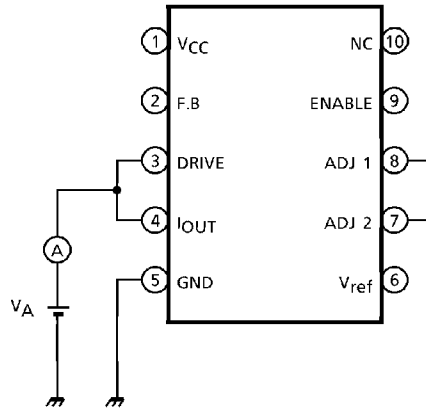 1 VCC NC 10
2 F.B ENABLE 9
3 DRIVE ADJ 1 8
4 IOUT ADJ 2 7
A
5 GND Vref 6
VA